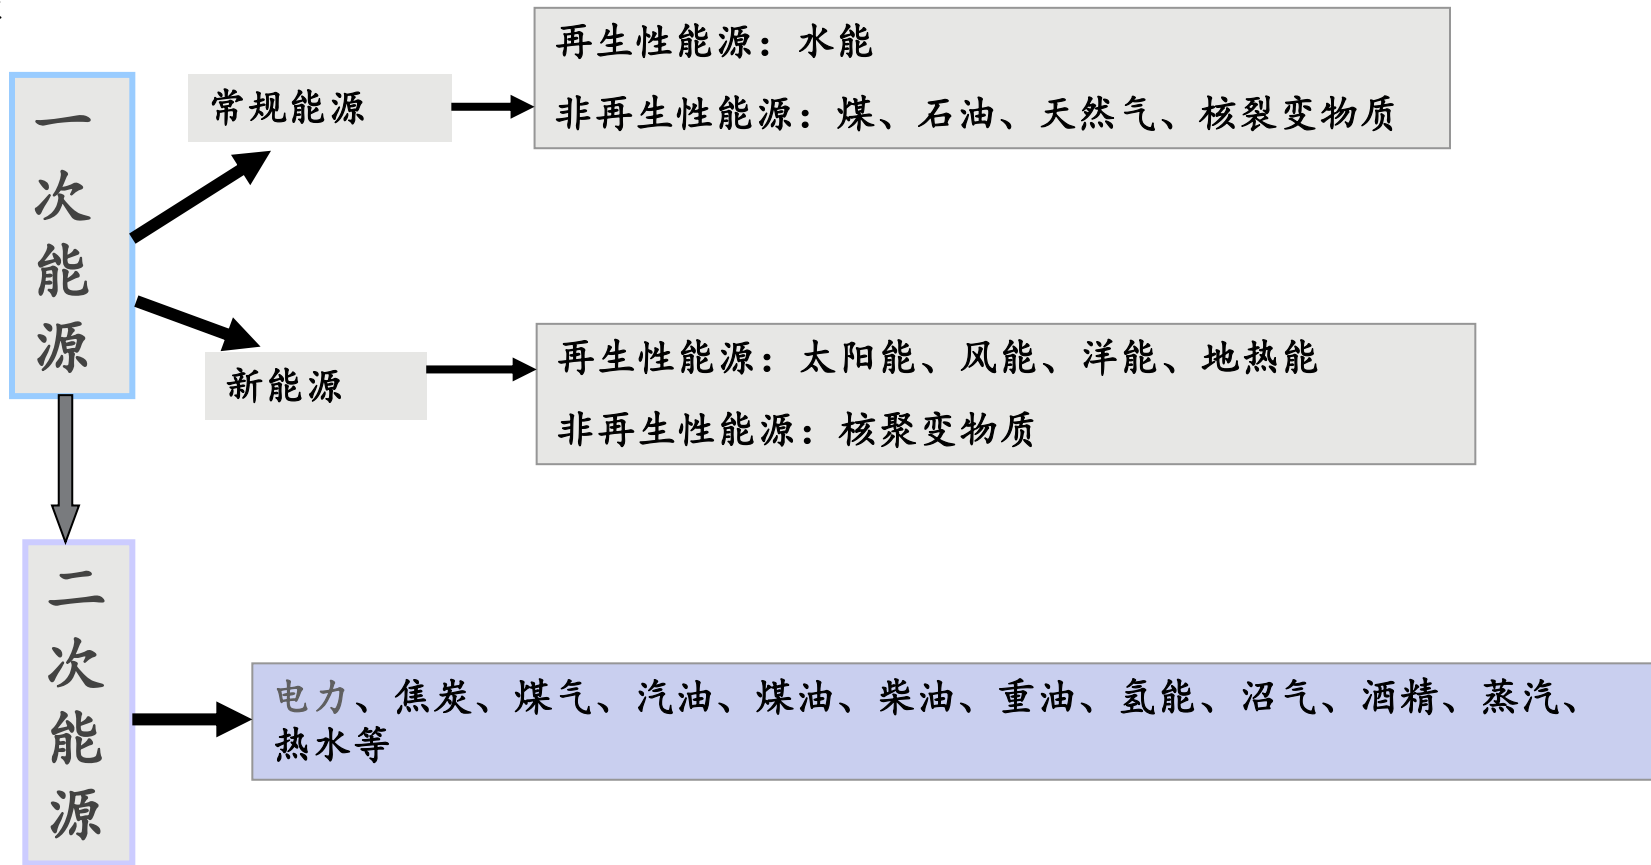 一次能源
常规能源
再生性能源：水能
非再生性能源：煤、石油、天然气、核裂变物质
新能源
再生性能源：太阳能、风能、洋能、地热能
非再生性能源：核聚变物质
二次能源
电力、焦炭、煤气、汽油、煤油、柴油、重油、氢能、沼气、酒精、蒸汽、
热水等